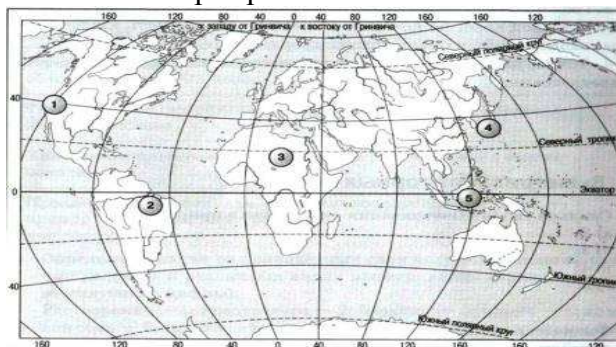 160 120 80 40 0 40 80 120 160
к западу от Гринвича к востоку от Гринвича
Северный полярный круг
40
1
4
Северный тропик
3
0
Экватор
2
5
40
Южный тропик
Южный полярный круг
160 120 80 40 0 40 80 120 160